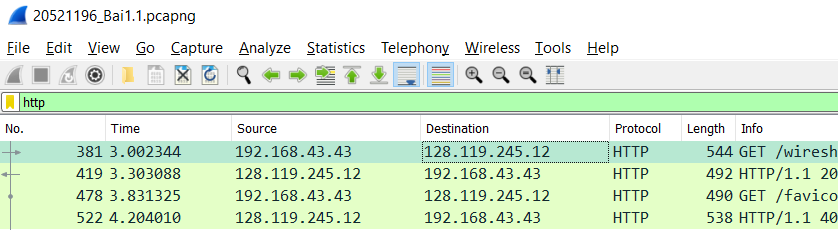 20521196_Bai1.1.pcapng
File Edit View Go Capture Analyze Statistics Telephony Wireless Tools Help
http
No. Time Source Destination Protocol Length Info
381 3.002344 192.168.43.43 128.119.245.12 HTTP 544 GET /wiresh
419 3.303088 128.119.245.12 192.168.43.43 HTTP 492 HTTP/1.1 20
478 3.831325 192.168.43.43 128.119.245.12 HTTP 490 GET /favico
522 4.204010 128.119.245.12 192.168.43.43 HTTP 538 HTTP/1.1 40